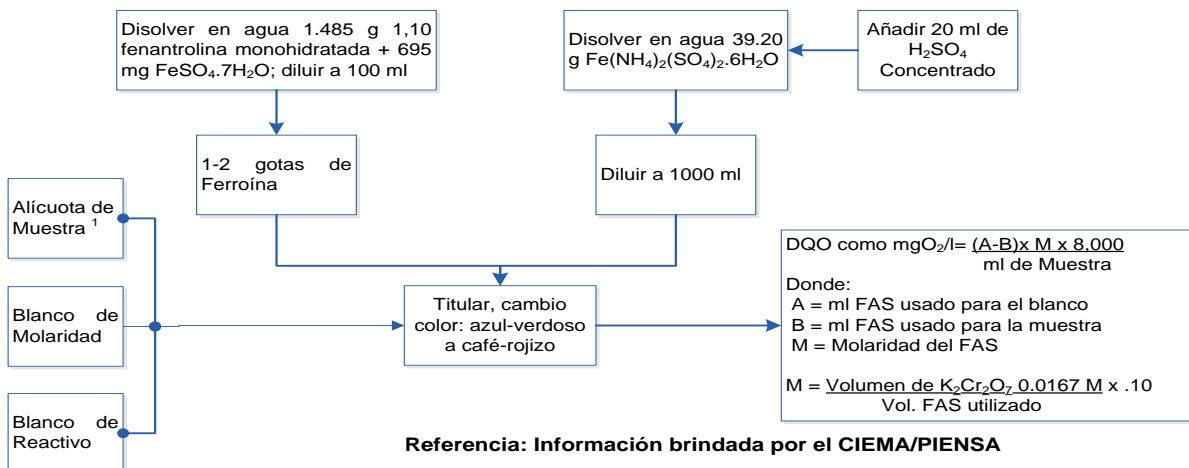 Disolver en agua 1.485 g 1,10
fenantrolina monohidratada + 695
mg FeSO₄.7H₂O; diluir a 100 ml
Disolver en agua 39.20
g Fe(NH₄)₂(SO₄)₂.6H₂O
Añadir 20 ml de
H₂SO₄
Concentrado
1-2 gotas de
Ferroína
Diluir a 1000 ml
Alícuota de
Muestra ¹
Blanco de
Molaridad
Blanco de
Reactivo
Titular, cambio
color: azul-verdoso
a café-rojizo
DQO como mgO₂/l= (A-B)x M x 8,000
ml de Muestra
Donde:
A = ml FAS usado para el blanco
B = ml FAS usado para la muestra
M = Molaridad del FAS
M = Volumen de K₂Cr₂O₇ 0.0167 M x .10
Vol. FAS utilizado
Referencia: Información brindada por el CIEMA/PIENSA